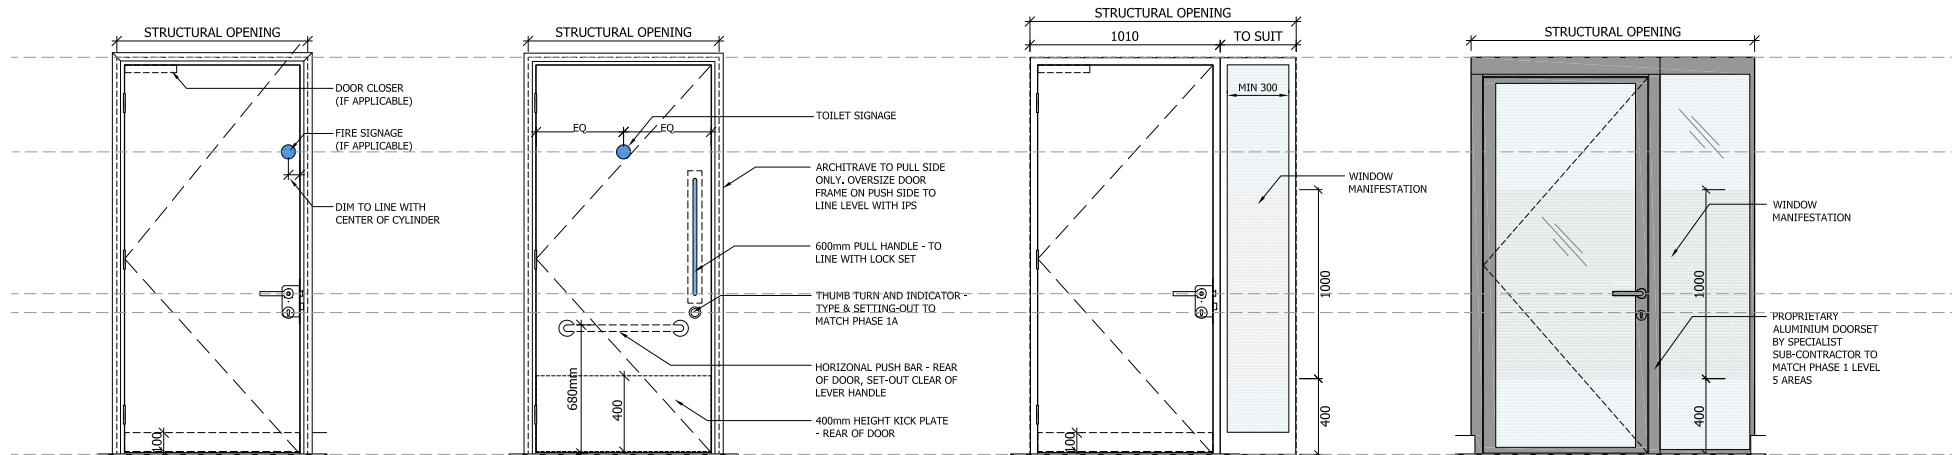 STRUCTURAL OPENING
DOOR CLOSER
(IF APPLICABLE)
FIRE SIGNAGE
(IF APPLICABLE)
DIM TO LINE WITH
CENTER OF CYLINDER
100
STRUCTURAL OPENING
EQ
EQ
TOILET SIGNAGE
ARCHITRAVE TO PULL SIDE
ONLY. OVERSIZE DOOR
FRAME ON PUSH SIDE TO
LINE LEVEL WITH IPS
600mm PULL HANDLE - TO
LINE WITH LOCK SET
THUMB TURN AND INDICATOR -
TYPE & SETTING-OUT TO
MATCH PHASE 1A
HORIZONAL PUSH BAR - REAR
OF DOOR, SET-OUT CLEAR OF
LEVER HANDLE
400mm HEIGHT KICK PLATE
- REAR OF DOOR
680mm
400
STRUCTURAL OPENING
1010
TO SUIT
MIN 300
WINDOW
MANIFESTATION
1000
400
100
STRUCTURAL OPENING
WINDOW
MANIFESTATION
1000
400
PROPRIETARY
ALUMINIUM DOORSET
BY SPECIALIST
SUB-CONTRACTOR TO
MATCH PHASE 1 LEVEL
5 AREAS